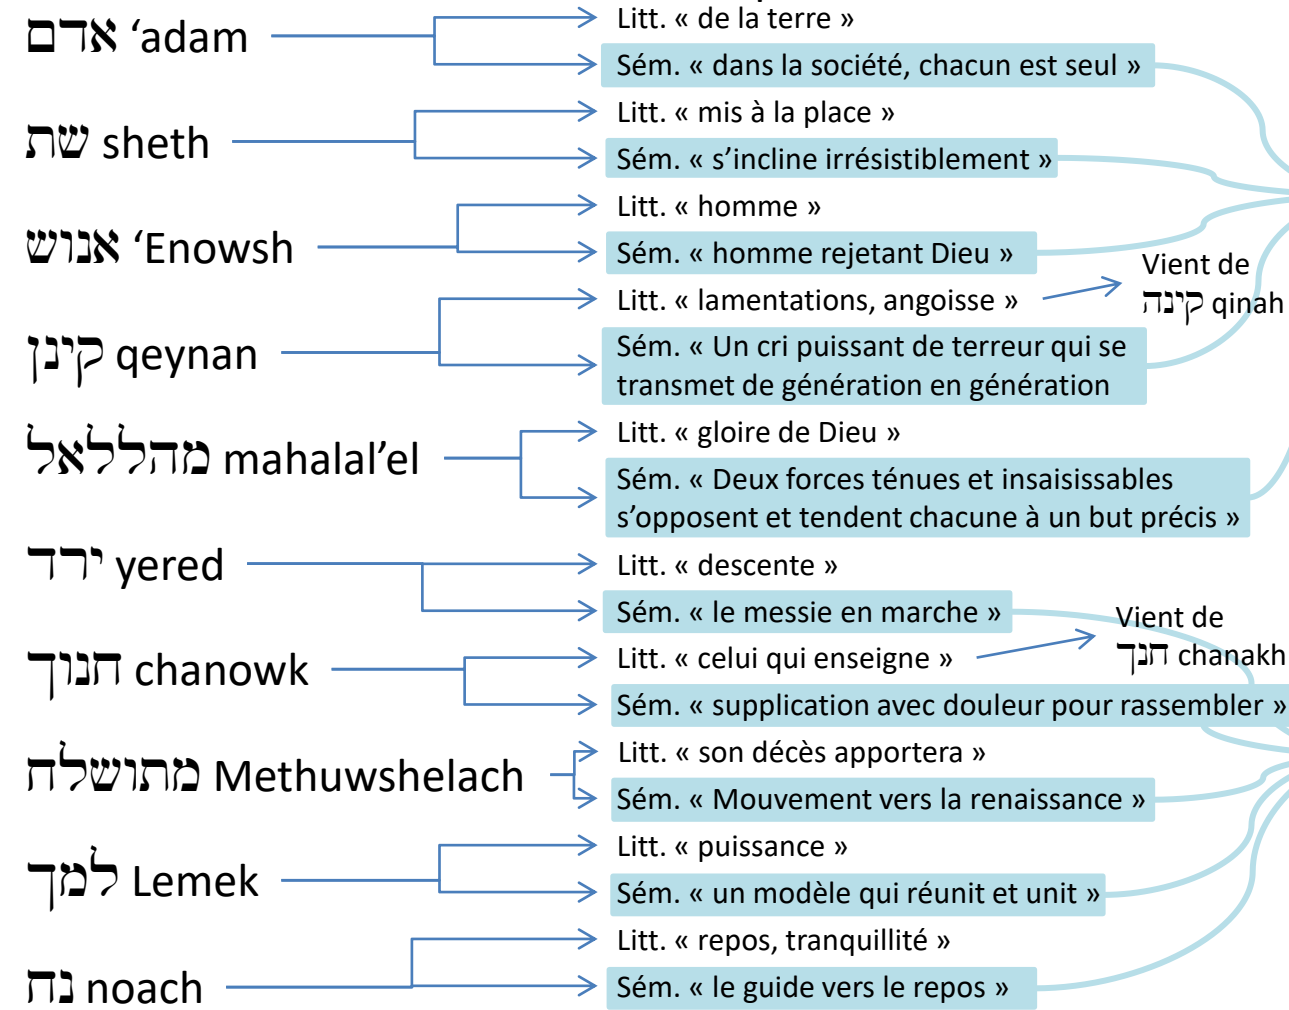 אדם ‘adam
Litt. « de la terre »
Sém. « dans la société, chacun est seul »
שת sheth
Litt. « mis à la place »
Sém. « s’incline irrésistiblement »
אנוש ‘Enowsh
Litt. « homme »
Sém. « homme rejetant Dieu »
קינן qeynan
Litt. « lamentations, angoisse »
Vient de
קינה qinah
Sém. « Un cri puissant de terreur qui se
transmet de génération en génération
מהללאל mahalal’el
Litt. « gloire de Dieu »
Sém. « Deux forces ténues et insaisissables
s’opposent et tendent chacune à un but précis »
ירד yered
Litt. « descente »
Sém. « le messie en marche »
חנוך chanowk
Litt. « celui qui enseigne »
Vient de
חנך chanakh
Sém. « supplication avec douleur pour rassembler »
מתושלח Methuwshelach
Litt. « son décès apportera »
Sém. « Mouvement vers la renaissance »
למך Lemek
Litt. « puissance »
Sém. « un modèle qui réunit et unit »
נח noach
Litt. « repos, tranquillité »
Sém. « le guide vers le repos »